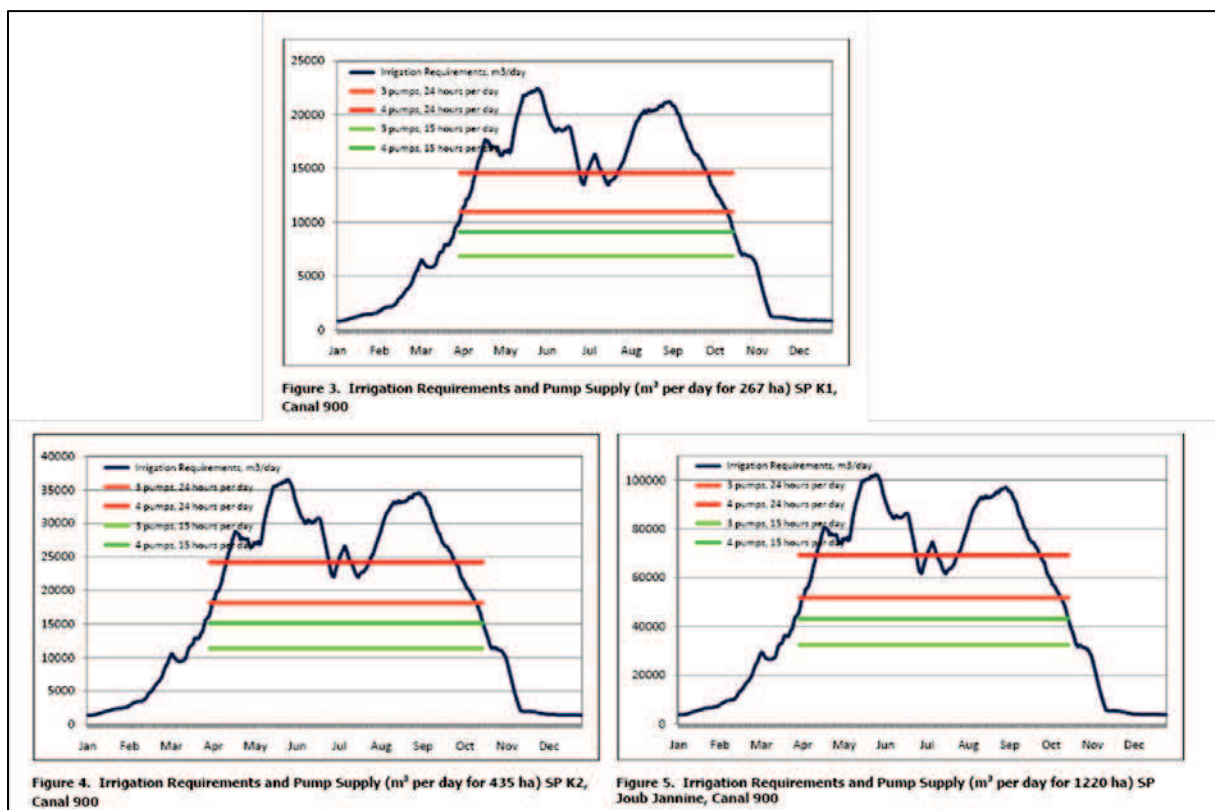 25000
20000
15000
10000
5000
0
Irrigation Requirements, m3/day
3 pumps, 24 hours per day
4 pumps, 24 hours per day
3 pumps, 15 hours per day
4 pumps, 15 hours per day
Jan Feb Mar Apr May Jun Jul Aug Sep Oct Nov Dec
Figure 3. Irrigation Requirements and Pump Supply (m³ per day for 267 ha) SP K1,
Canal 900
40000
35000
30000
25000
20000
15000
10000
5000
0
Irrigation Requirements, m3/day
3 pumps, 24 hours per day
4 pumps, 24 hours per day
3 pumps, 15 hours per day
4 pumps, 15 hours per day
Jan Feb Mar Apr May Jun Jul Aug Sep Oct Nov Dec
Figure 4. Irrigation Requirements and Pump Supply (m³ per day for 435 ha) SP K2,
Canal 900
100000
80000
60000
40000
20000
0
Irrigation Requirements, m3/day
3 pumps, 24 hours per day
4 pumps, 24 hours per day
3 pumps, 15 hours per day
4 pumps, 15 hours per day
Jan Feb Mar Apr May Jun Jul Aug Sep Oct Nov Dec
Figure 5. Irrigation Requirements and Pump Supply (m³ per day for 1220 ha) SP
Joub Jannine, Canal 900